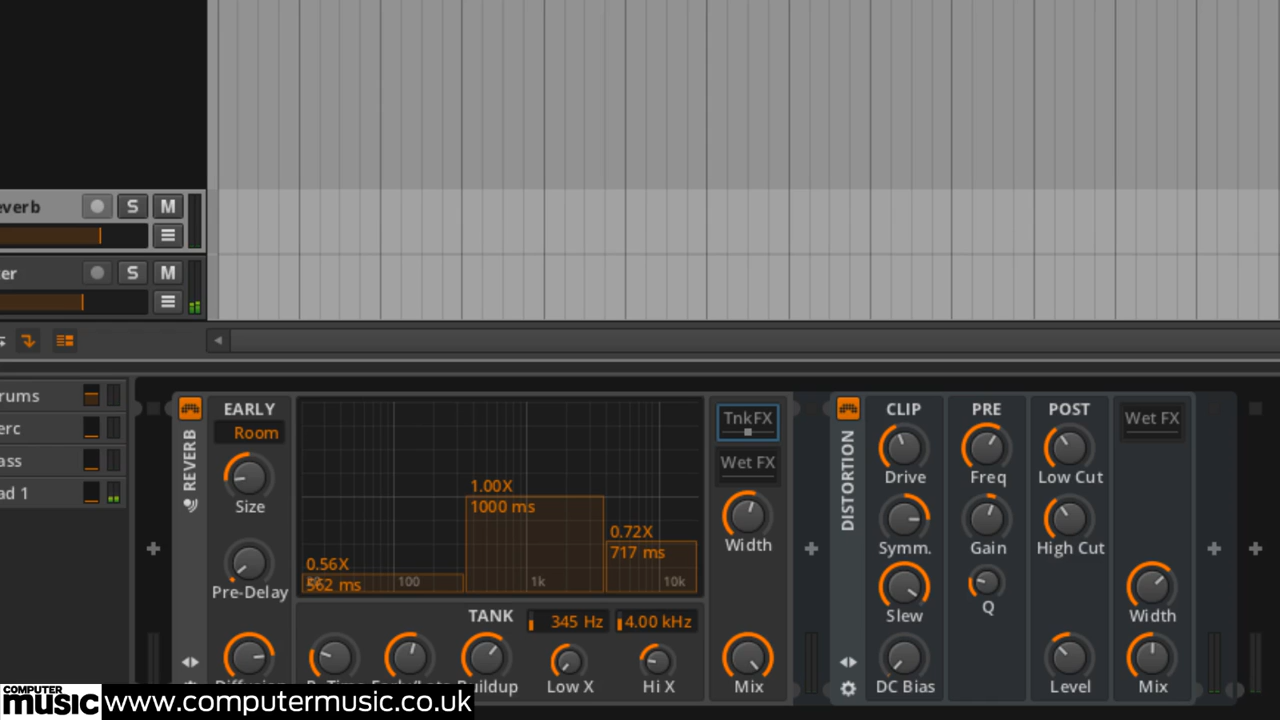 everb
S
M
er
S
M
rums
erc
ass
ad 1
REVERB
EARLY
Room
Size
Pre-Delay
1.00X
1000 ms
0.72X
717 ms
0.56X
562 ms
100
1k
10k
TANK
345 Hz
4.00 kHz
Buildup
Low X
Hi X
TnkFX
Wet FX
Width
Mix
DISTORTION
CLIP
Drive
Symm.
Slew
DC Bias
PRE
Freq
Gain
Q
POST
Low Cut
High Cut
Level
Wet FX
Width
Mix
COMPUTER
music
www.computermusic.co.uk